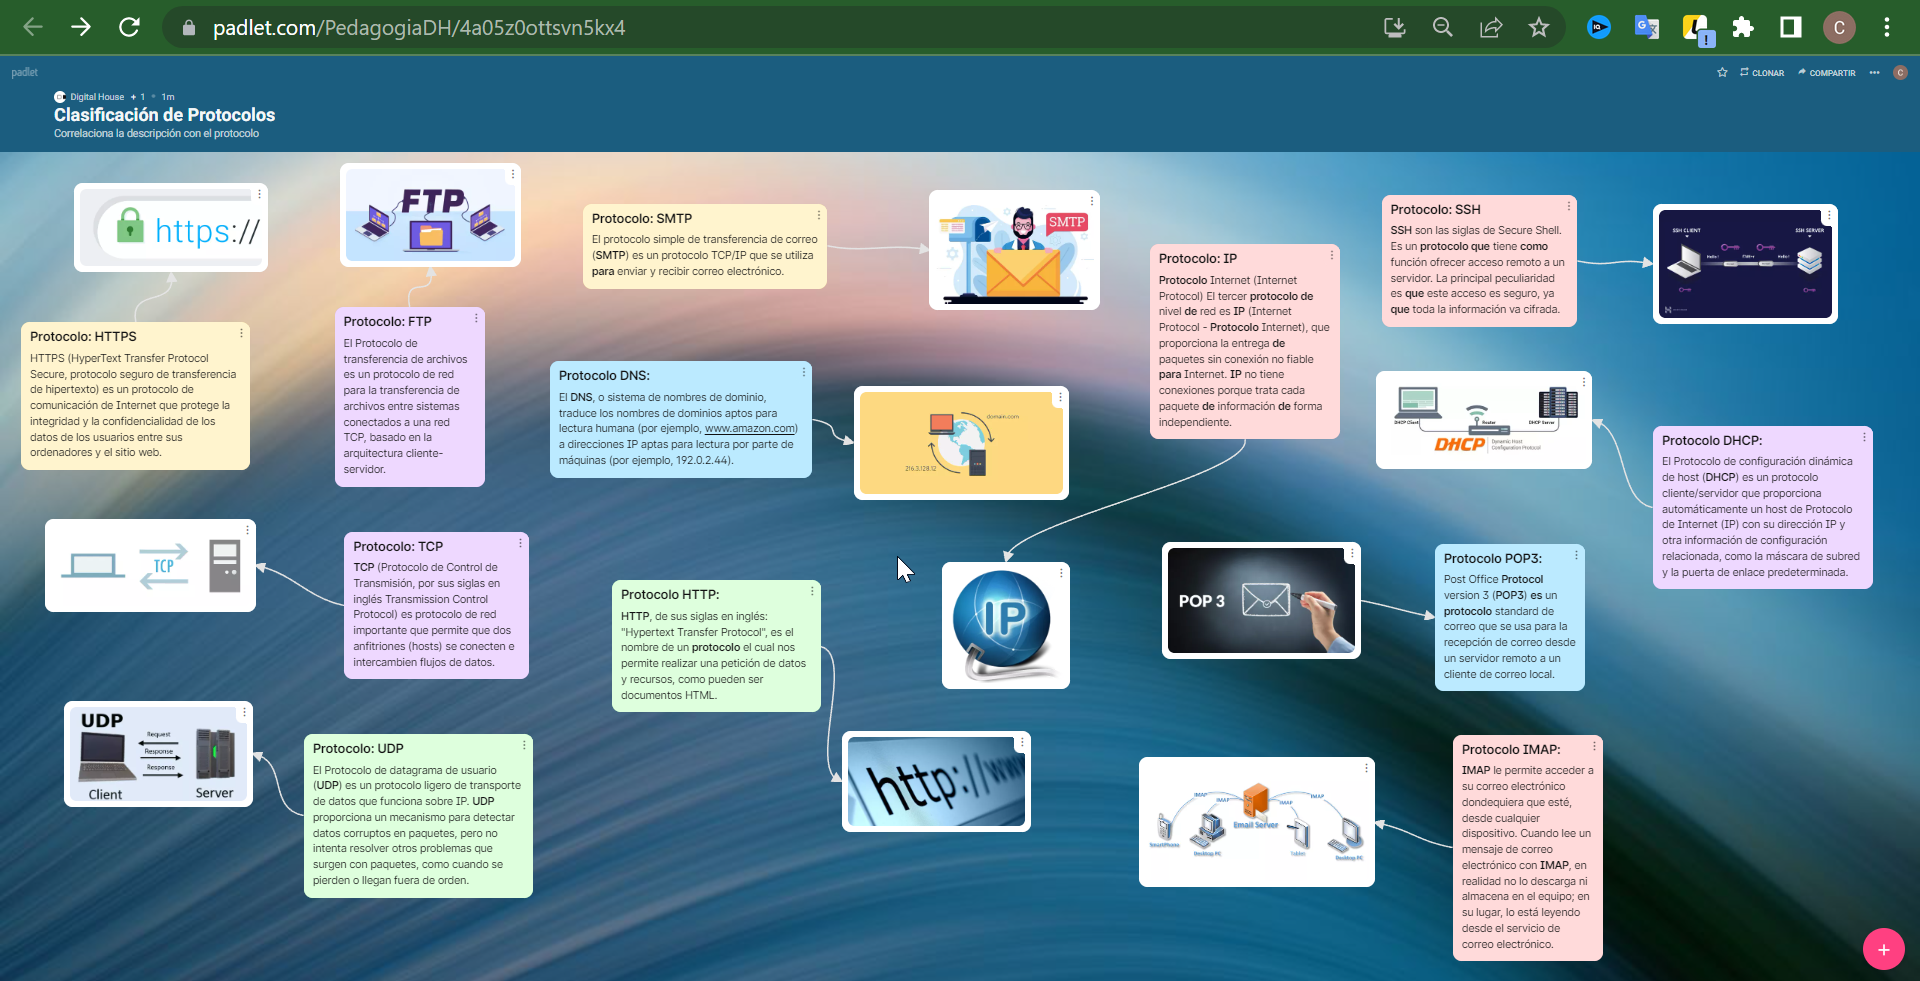 padlet.com/PedagogiaDH/4a05z0ottsvn5kx4
C
padlet
CLONAR
COMPARTIR
C
Digital House + 1 • 1m
Clasificación de Protocolos
Correlaciona la descripción con el protocolo
https://
Protocolo: HTTPS
HTTPS (HyperText Transfer Protocol
Secure, protocolo seguro de transferencia
de hipertexto) es un protocolo de
comunicación de Internet que protege la
integridad y la confidencialidad de los
datos de los usuarios entre sus
ordenadores y el sitio web.
FTP
Protocolo: FTP
El Protocolo de
transferencia de archivos
es un protocolo de red
para la transferencia de
archivos entre sistemas
conectados a una red
TCP, basado en la
arquitectura cliente-
servidor.
Protocolo: SMTP
El protocolo simple de transferencia de correo
(SMTP) es un protocolo TCP/IP que se utiliza
para enviar y recibir correo electrónico.
SMTP
Protocolo DNS:
El DNS, o sistema de nombres de dominio,
traduce los nombres de dominios aptos para
lectura humana (por ejemplo, www.amazon.com)
a direcciones IP aptas para lectura por parte de
máquinas (por ejemplo, 192.0.2.44).
domain.com
216.3.128.12
Protocolo: IP
Protocolo Internet (Internet
Protocol) El tercer protocolo de
nivel de red es IP (Internet
Protocol - Protocolo Internet), que
proporciona la entrega de
paquetes sin conexión no fiable
para Internet. IP no tiene
conexiones porque trata cada
paquete de información de forma
independiente.
IP
Protocolo: SSH
SSH son las siglas de Secure Shell.
Es un protocolo que tiene como
función ofrecer acceso remoto a un
servidor. La principal peculiaridad
es que este acceso es seguro, ya
que toda la información va cifrada.
SSH CLIENT
SSH SERVER
DHCP Client
Router
DHCP Server
DHCP
Dynamic Host
Configuration Protocol
Protocolo DHCP:
El Protocolo de configuración dinámica
de host (DHCP) es un protocolo
cliente/servidor que proporciona
automáticamente un host de Protocolo
de Internet (IP) con su dirección IP y
otra información de configuración
relacionada, como la máscara de subred
y la puerta de enlace predeterminada.
TCP
Protocolo: TCP
TCP (Protocolo de Control de
Transmisión, por sus siglas en
inglés Transmission Control
Protocol) es protocolo de red
importante que permite que dos
anfitriones (hosts) se conecten e
intercambien flujos de datos.
Protocolo HTTP:
HTTP, de sus siglas en inglés:
"Hypertext Transfer Protocol", es el
nombre de un protocolo el cual nos
permite realizar una petición de datos
y recursos, como pueden ser
documentos HTML.
http://www
POP 3
Protocolo POP3:
Post Office Protocol
version 3 (POP3) es un
protocolo standard de
correo que se usa para la
recepción de correo desde
un servidor remoto a un
cliente de correo local.
UDP
Request
Response
Response
Client
Server
Protocolo: UDP
El Protocolo de datagrama de usuario
(UDP) es un protocolo ligero de transporte
de datos que funciona sobre IP. UDP
proporciona un mecanismo para detectar
datos corruptos en paquetes, pero no
intenta resolver otros problemas que
surgen con paquetes, como cuando se
pierden o llegan fuera de orden.
IMAP
IMAP
IMAP
IMAP
Email Server
SmartPhone
Desktop PC
Tablet
Desktop PC
Protocolo IMAP:
IMAP le permite acceder a
su correo electrónico
dondequiera que esté,
desde cualquier
dispositivo. Cuando lee un
mensaje de correo
electrónico con IMAP, en
realidad no lo descarga ni
almacena en el equipo; en
su lugar, lo está leyendo
desde el servicio de
correo electrónico.